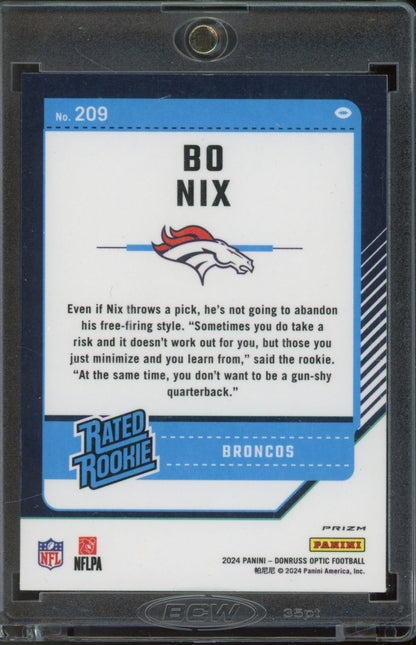 No. 209
BO
NIX
Even if Nix throws a pick, he's not going to abandon
his free-firing style. “Sometimes you do take a
risk and it doesn't work out for you, but those you
just minimize and you learn from,” said the rookie.
“At the same time, you don't want to be a gun-shy
quarterback.”
RATED
ROOKIE
BRONCOS
PRIZM
PANINI
NFL
NFLPA
2024 PANINI – DONRUSS OPTIC FOOTBALL
帕尼尼 © 2024 Panini America, Inc.
BCW
35pt